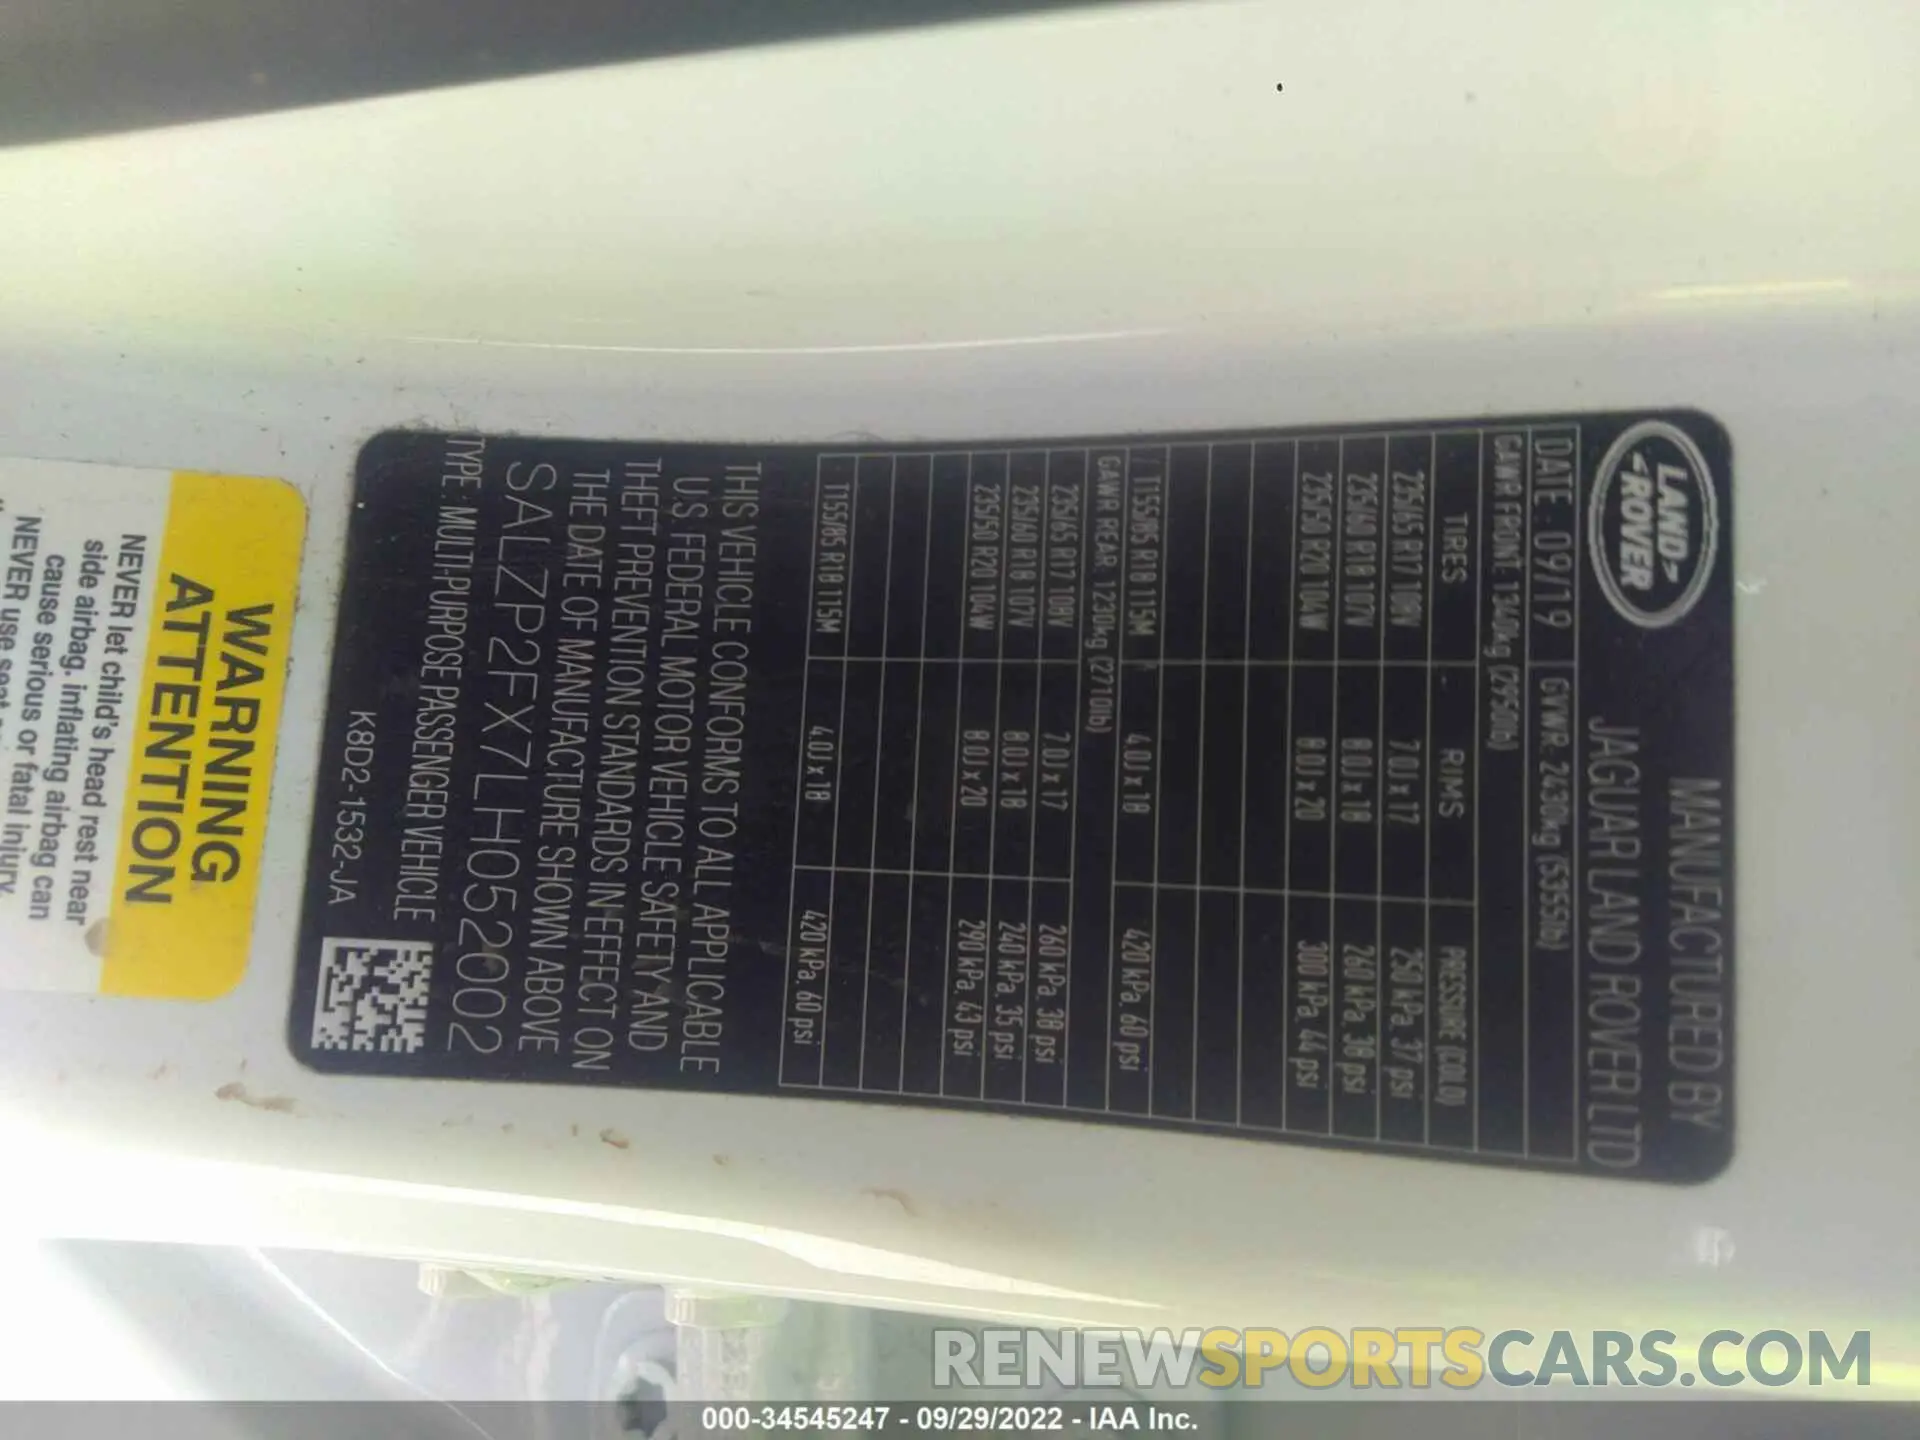 LAND
ROVER
MANUFACTURED BY
JAGUAR LAND ROVER LTD
DATE : 09/19 GVWR: 2430kg (5355lb)
GAWR FRONT: 1340kg (2950lb)
TIRES RIMS PRESSURE (COLD)
235/65 R17 108V 7.0J x 17 250 kPa, 37 psi
235/60 R18 107V 8.0J x 18 260 kPa, 38 psi
235/50 R20 104W 8.0J x 20 300 kPa, 44 psi
T155/85 R18 115M 4.0J x 18 420 kPa, 60 psi
GAWR REAR: 1230kg (2710lb)
235/65 R17 108V 7.0J x 17 260 kPa, 38 psi
235/60 R18 107V 8.0J x 18 240 kPa, 35 psi
235/50 R20 104W 8.0J x 20 290 kPa, 43 psi
T155/85 R18 115M 4.0J x 18 420 kPa, 60 psi
THIS VEHICLE CONFORMS TO ALL APPLICABLE
U.S. FEDERAL MOTOR VEHICLE SAFETY AND
THEFT PREVENTION STANDARDS IN EFFECT ON
THE DATE OF MANUFACTURE SHOWN ABOVE
SALZP2FX7LH052002
TYPE: MULTI-PURPOSE PASSENGER VEHICLE
K8D2-1532-JA
WARNING
ATTENTION
NEVER let child's head rest near
side airbag. inflating airbag can
cause serious or fatal injury.
NEVER use seat
RENEWSPORTSCARS.COM
000-34545247 - 09/29/2022 - IAA Inc.